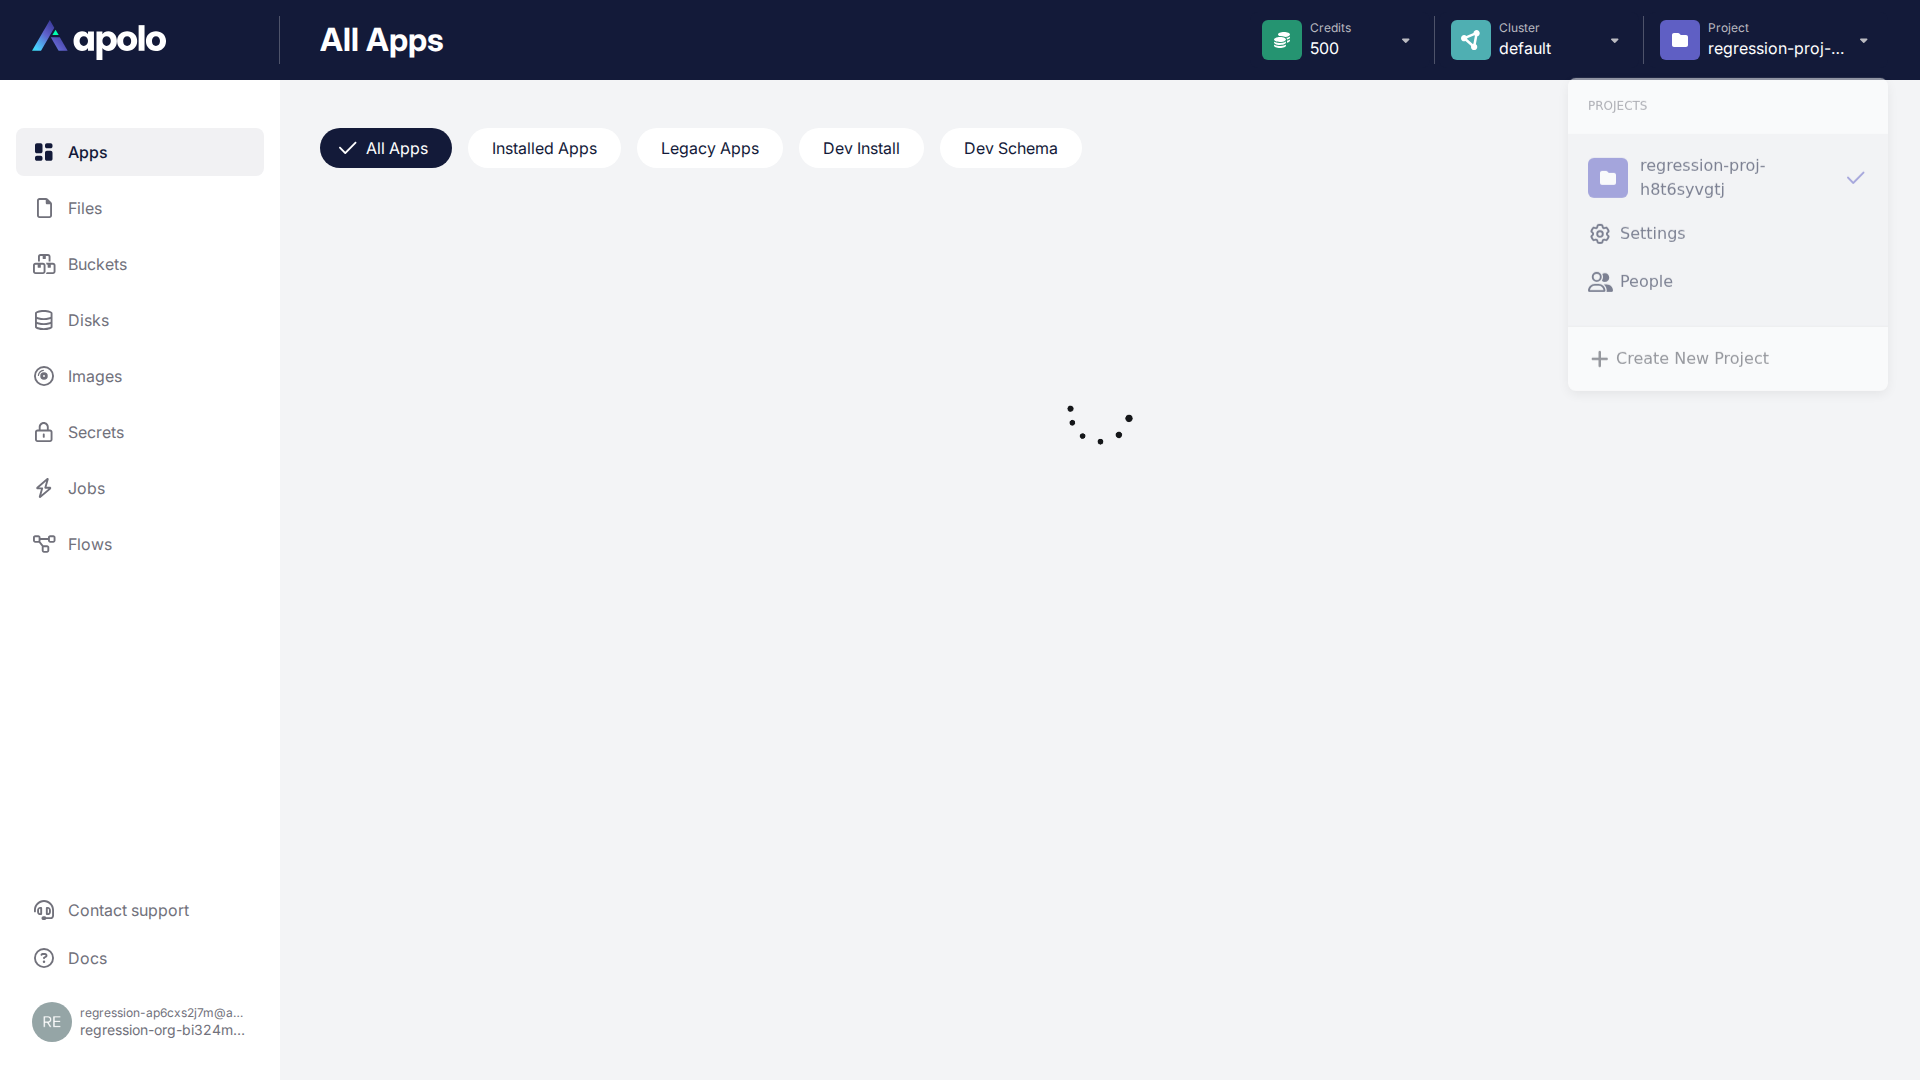 apolo
All Apps
Credits
500
Cluster
default
Project
regression-proj-...
Apps
Files
Buckets
Disks
Images
Secrets
Jobs
Flows
All Apps
Installed Apps
Legacy Apps
Dev Install
Dev Schema
PROJECTS
regression-proj-
h8t6syvgtj
Settings
People
Create New Project
Contact support
Docs
RE
regression-ap6cxs2j7m@a...
regression-org-bi324m...